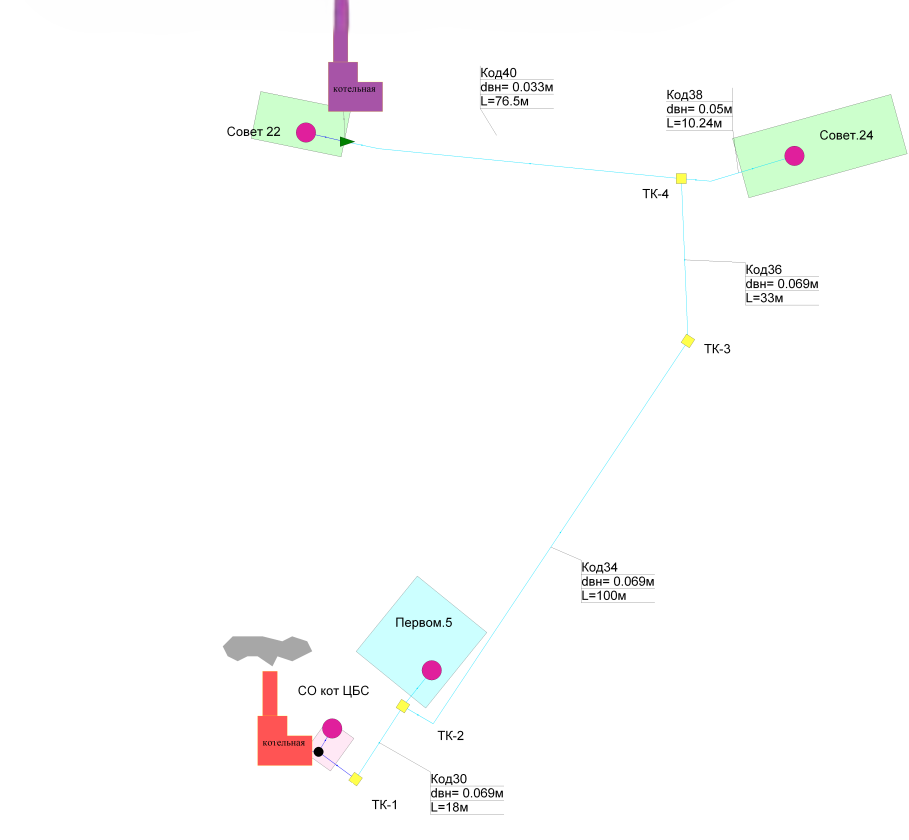 котельная
Код40
dвн= 0.033м
L=76.5м
Код38
dвн= 0.05м
L=10.24м
Совет 22
Совет.24
ТК-4
Код36
dвн= 0.069м
L=33м
ТК-3
Код34
dвн= 0.069м
L=100м
Первом.5
СО кот ЦБС
котельная
ТК-2
Код30
dвн= 0.069м
L=18м
ТК-1